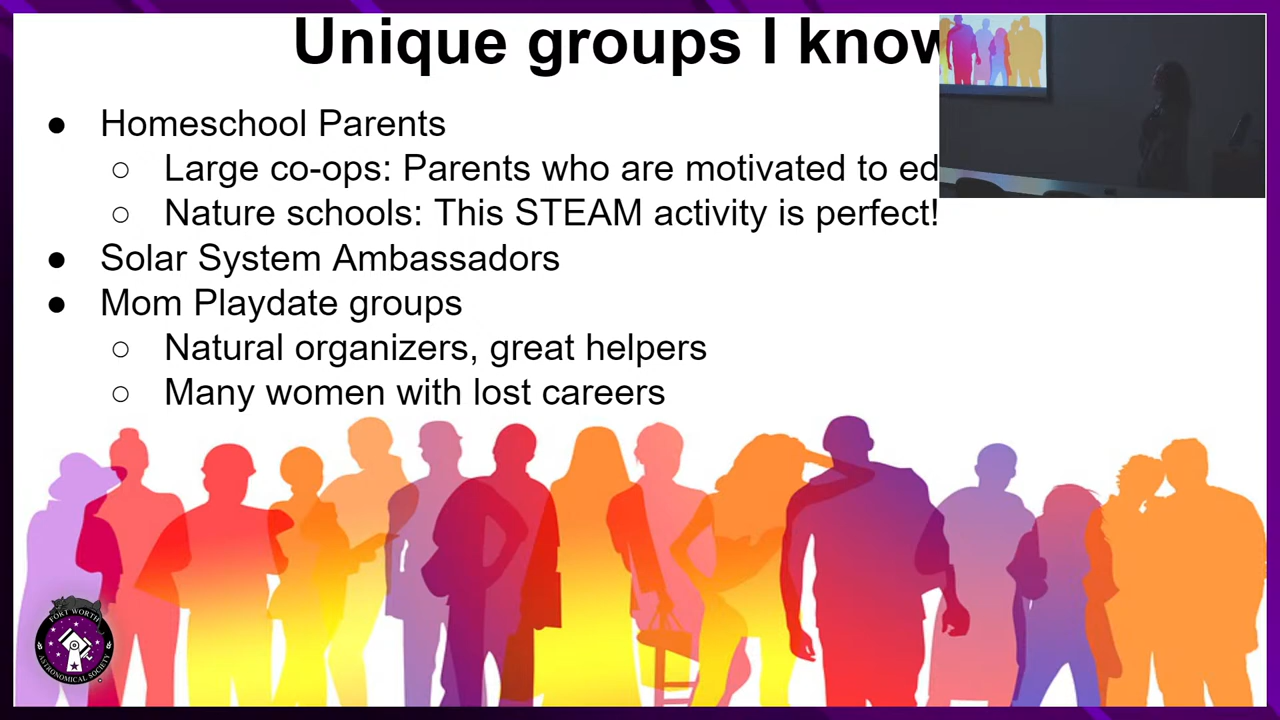 Unique groups I know
● Homeschool Parents
○ Large co-ops: Parents who are motivated to ed
○ Nature schools: This STEAM activity is perfect!
● Solar System Ambassadors
● Mom Playdate groups
○ Natural organizers, great helpers
○ Many women with lost careers
FORT WORTH
ASTRONOMICAL SOCIETY